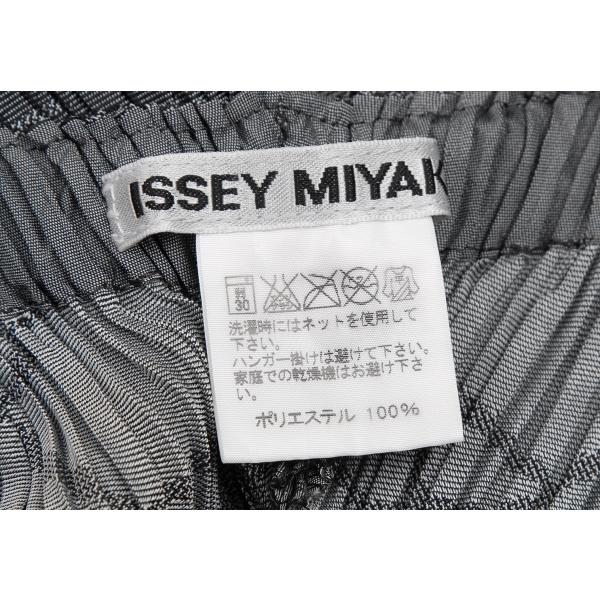 ISSEY MIYAK
弱
30
洗濯時にはネットを使用して
下さい。
ハンガー掛けは避けて下さい。
家庭での乾燥機はお避け下さ
い。
ポリエステル 100%